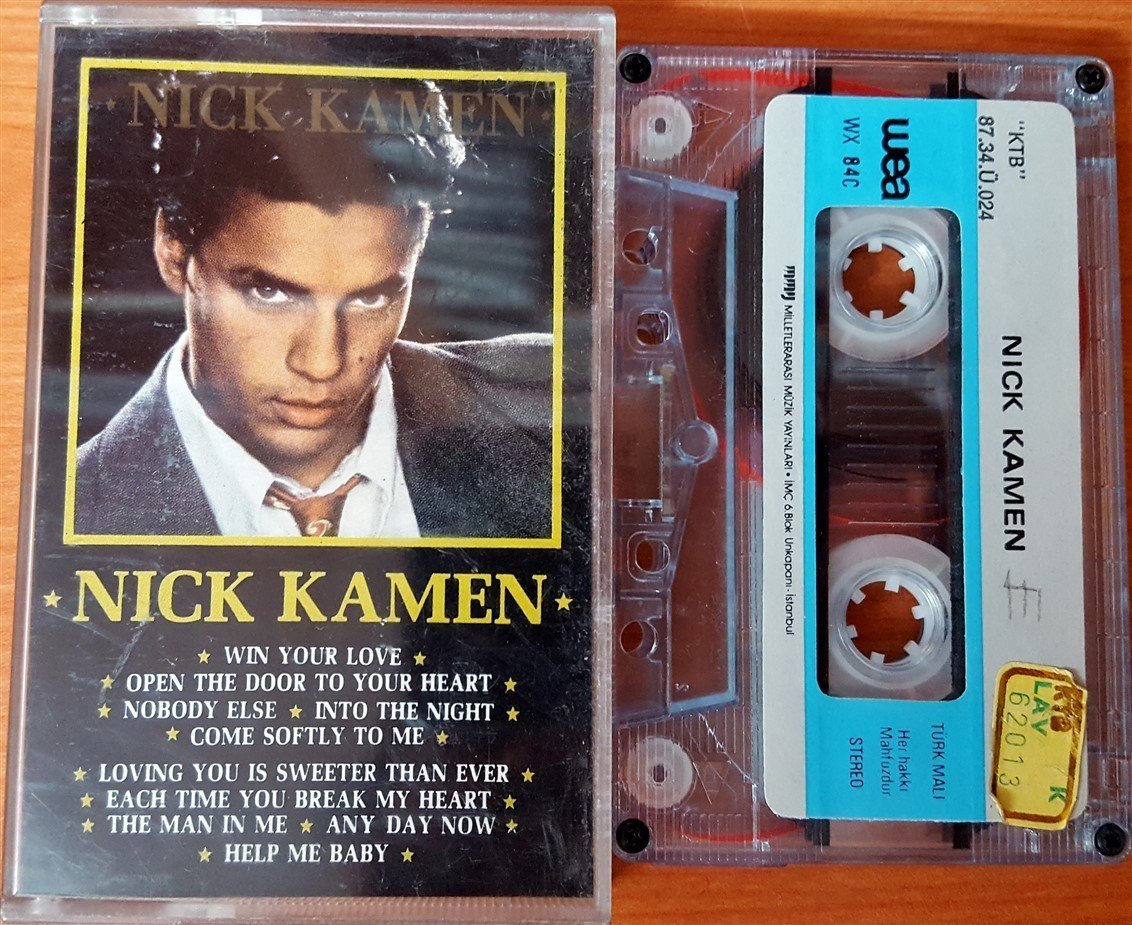 NICK KAMEN
★ NICK KAMEN ★
★ WIN YOUR LOVE ★
★ OPEN THE DOOR TO YOUR HEART ★
★ NOBODY ELSE ★ INTO THE NIGHT ★
★ COME SOFTLY TO ME ★
★ LOVING YOU IS SWEETER THAN EVER ★
★ EACH TIME YOU BREAK MY HEART ★
★ THE MAN IN ME ★ ANY DAY NOW ★
★ HELP ME BABY ★
"KTB"
87.34.Ü.024
NICK KAMEN
wea
WX 84C
MİLLETLERARASI MÜZİK YAYINLARI • İMÇ 6. Blok Unkapanı - İstanbul
TÜRK MALI
Her hakkı
Mahfuzdur
STEREO
K
LAV
62013